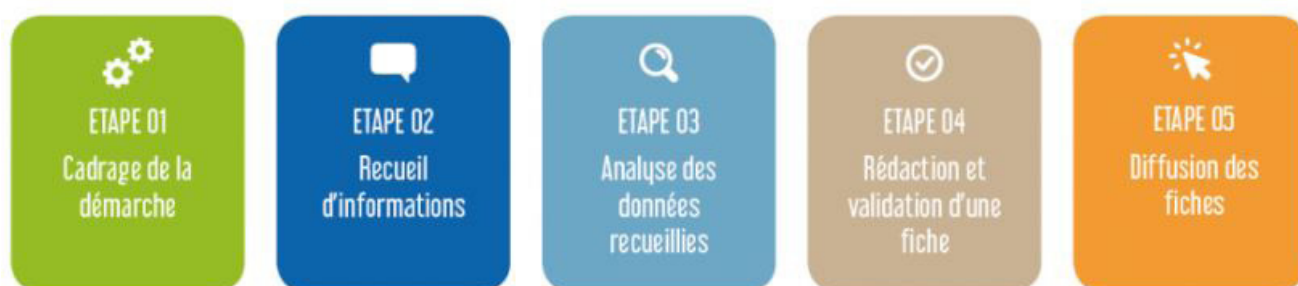 ETAPE 01
Cadrage de la
démarche
ETAPE 02
Recueil
d'informations
ETAPE 03
Analyse des
données
recueillies
ETAPE 04
Rédaction et
validation d'une
fiche
ETAPE 05
Diffusion des
fiches